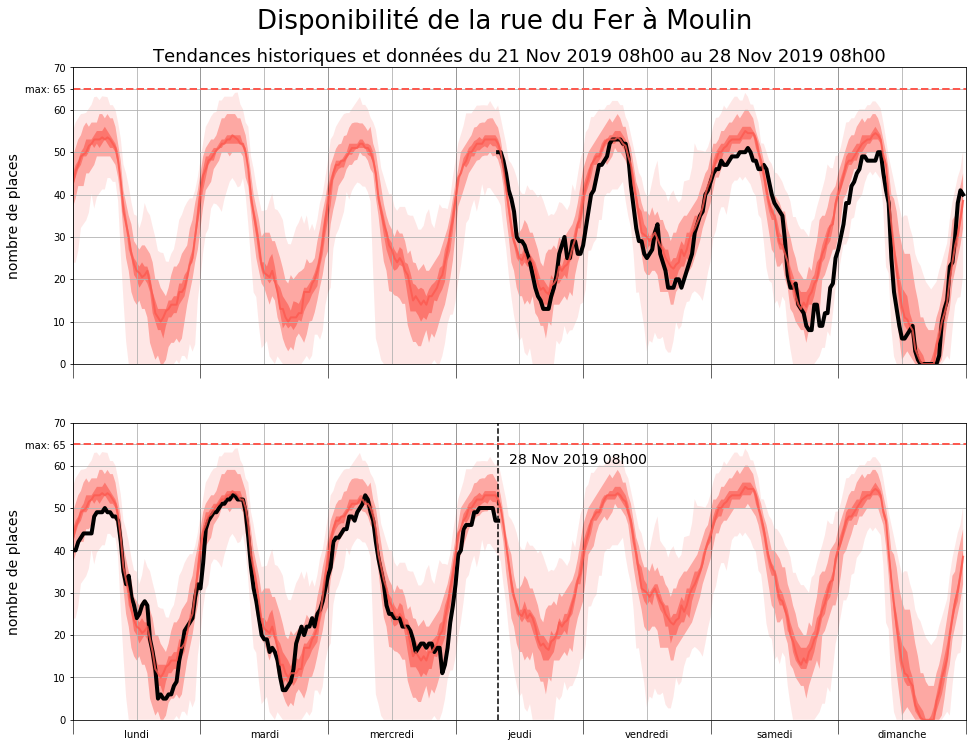 Disponibilité de la rue du Fer à Moulin
Tendances historiques et données du 21 Nov 2019 08h00 au 28 Nov 2019 08h00
70
max: 65
60
50
40
30
20
10
0
nombre de places
70
max: 65
60
50
40
30
20
10
0
nombre de places
28 Nov 2019 08h00
lundi mardi mercredi jeudi vendredi samedi dimanche